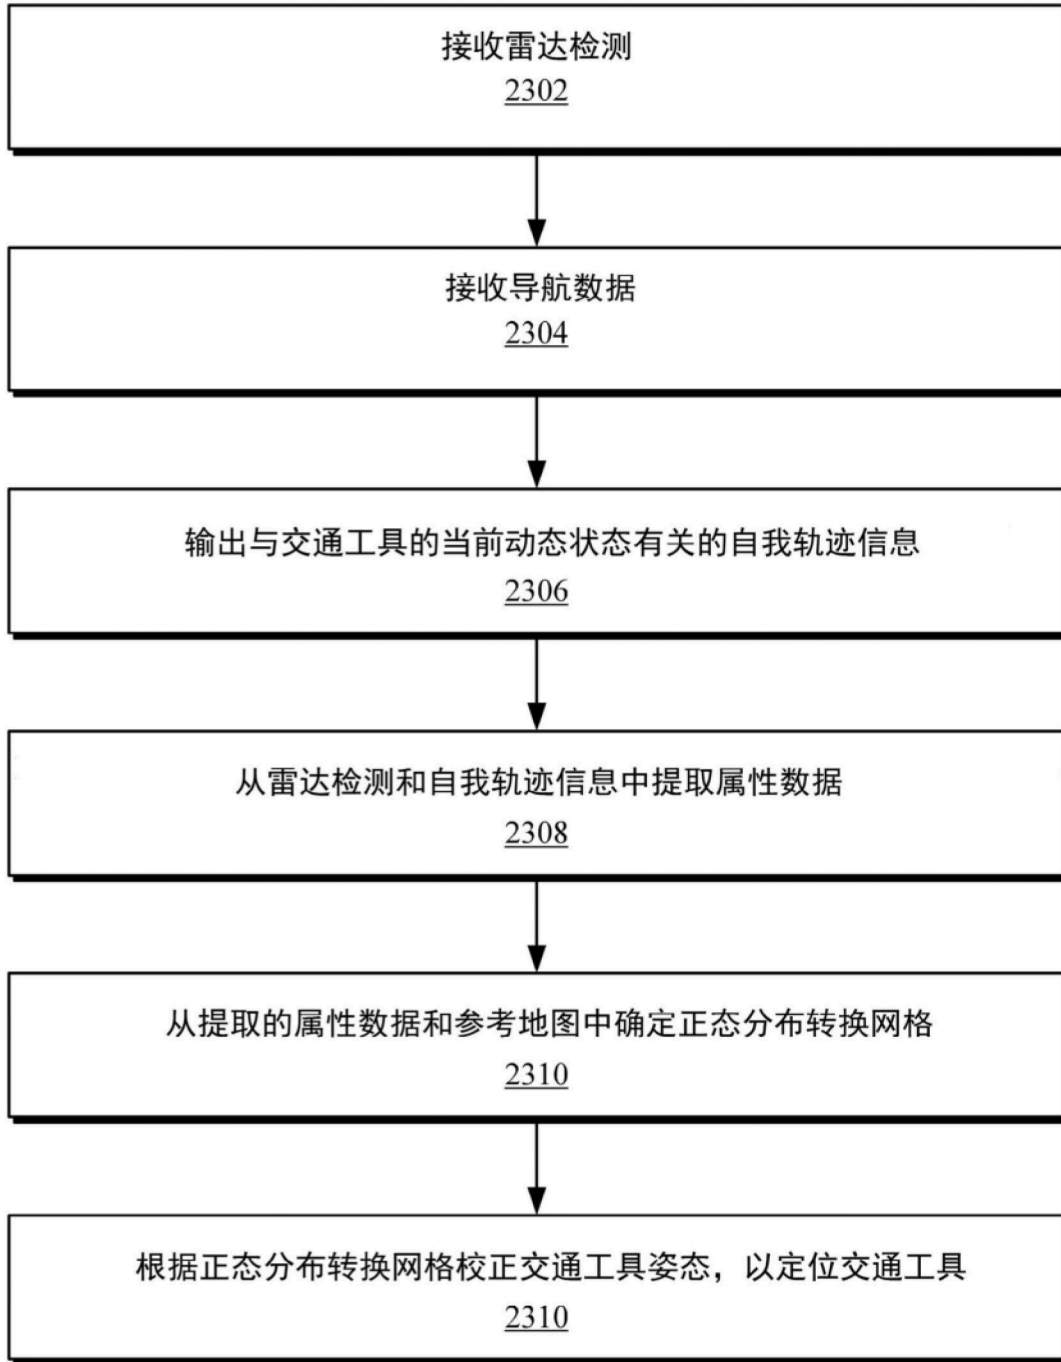 接收雷达检测
2302
接收导航数据
2304
输出与交通工具的当前动态状态有关的自我轨迹信息
2306
从雷达检测和自我轨迹信息中提取属性数据
2308
从提取的属性数据和参考地图中确定正态分布转换网格
2310
根据正态分布转换网格校正交通工具姿态，以定位交通工具
2310